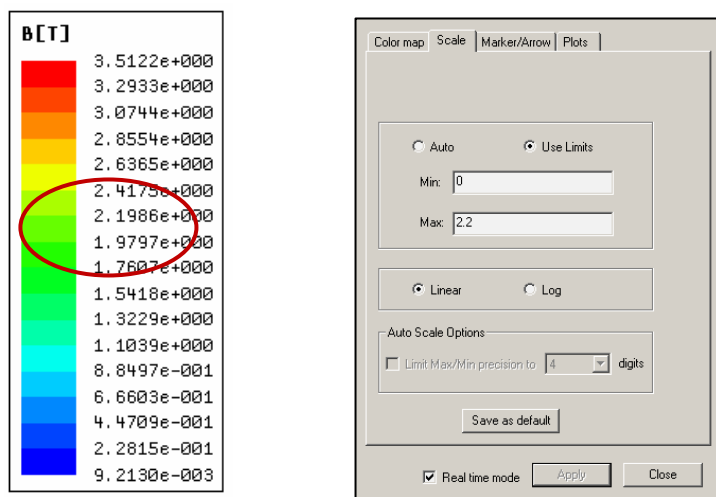 B[T]
3.5122e+000
3.2933e+000
3.0744e+000
2.8554e+000
2.6365e+000
2.4175e+000
2.1986e+000
1.9797e+000
1.7607e+000
1.5418e+000
1.3229e+000
1.1039e+000
8.8497e-001
6.6603e-001
4.4709e-001
2.2815e-001
9.2130e-003
Color map Scale Marker/Arrow Plots
Auto Use Limits
Min: 0
Max: 2.2
Linear Log
Auto Scale Options
Limit Max/Min precision to 4 digits
Save as default
Real time mode Apply Close